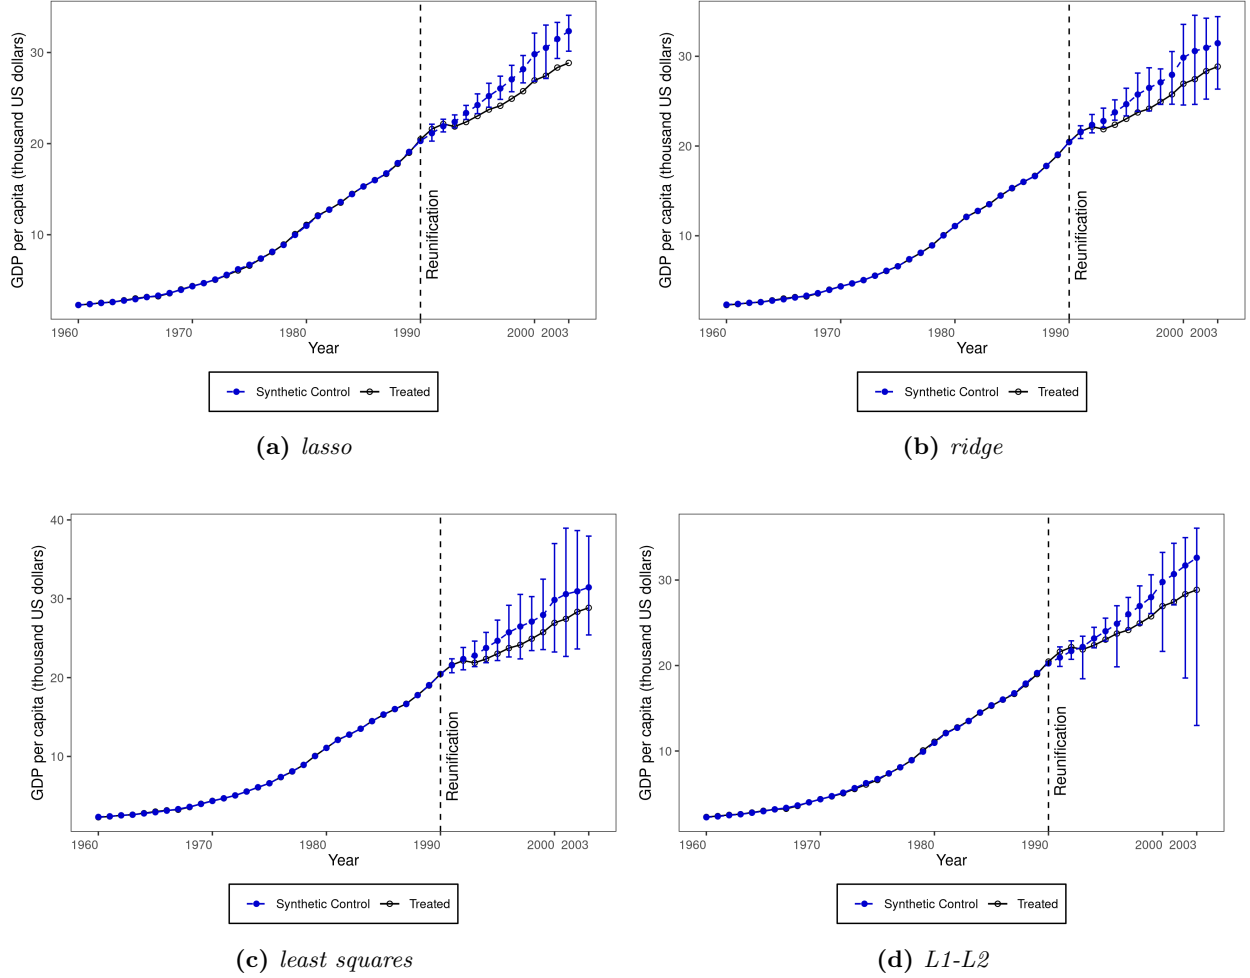 GDP per capita (thousand US dollars)
30
20
10
Reunification
1960 1970 1980 1990 2000 2003
Year
Synthetic Control Treated
(a) lasso
GDP per capita (thousand US dollars)
30
20
10
Reunification
1960 1970 1980 1990 2000 2003
Year
Synthetic Control Treated
(b) ridge
GDP per capita (thousand US dollars)
40
30
20
10
Reunification
1960 1970 1980 1990 2000 2003
Year
Synthetic Control Treated
(c) least squares
GDP per capita (thousand US dollars)
30
20
10
Reunification
1960 1970 1980 1990 2000 2003
Year
Synthetic Control Treated
(d) L1-L2